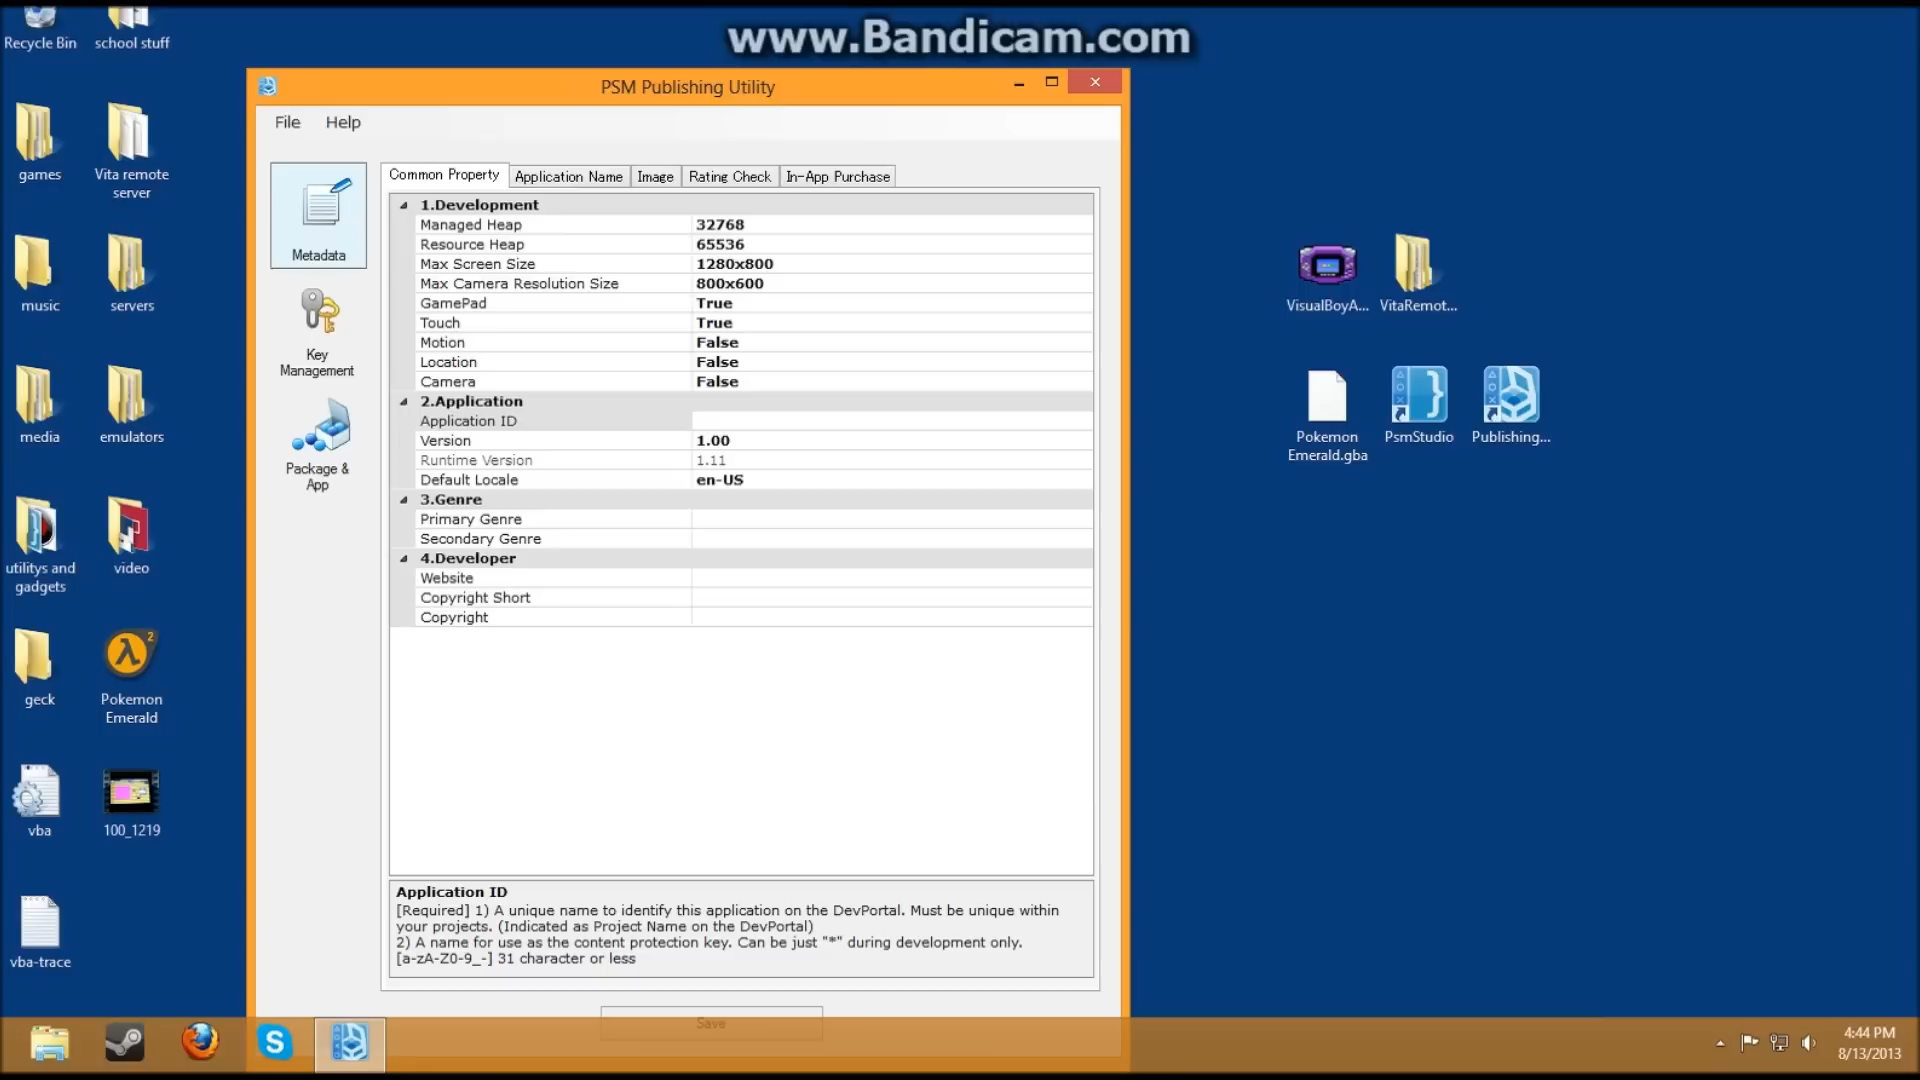 www.Bandicam.com
Recycle Bin
school stuff
games
Vita remote
server
music
servers
media
emulators
utilitys and
gadgets
video
geck
Pokemon
Emerald
2
vba
100_1219
vba-trace
PSM Publishing Utility
File
Help
Metadata
Key
Management
Package &
App
Common Property
Application Name
Image
Rating Check
In-App Purchase
1.Development
Managed Heap 32768
Resource Heap 65536
Max Screen Size 1280x800
Max Camera Resolution Size 800x600
GamePad True
Touch True
Motion False
Location False
Camera False
2.Application
Application ID
Version 1.00
Runtime Version 1.11
Default Locale en-US
3.Genre
Primary Genre
Secondary Genre
4.Developer
Website
Copyright Short
Copyright
Application ID
[Required] 1) A unique name to identify this application on the DevPortal. Must be unique within
your projects. (Indicated as Project Name on the DevPortal)
2) A name for use as the content protection key. Can be just "*" during development only.
[a-zA-Z0-9_-] 31 character or less
Save
VisualBoyA...
VitaRemot...
Pokemon
Emerald.gba
PsmStudio
Publishing...
4:44 PM
8/13/2013